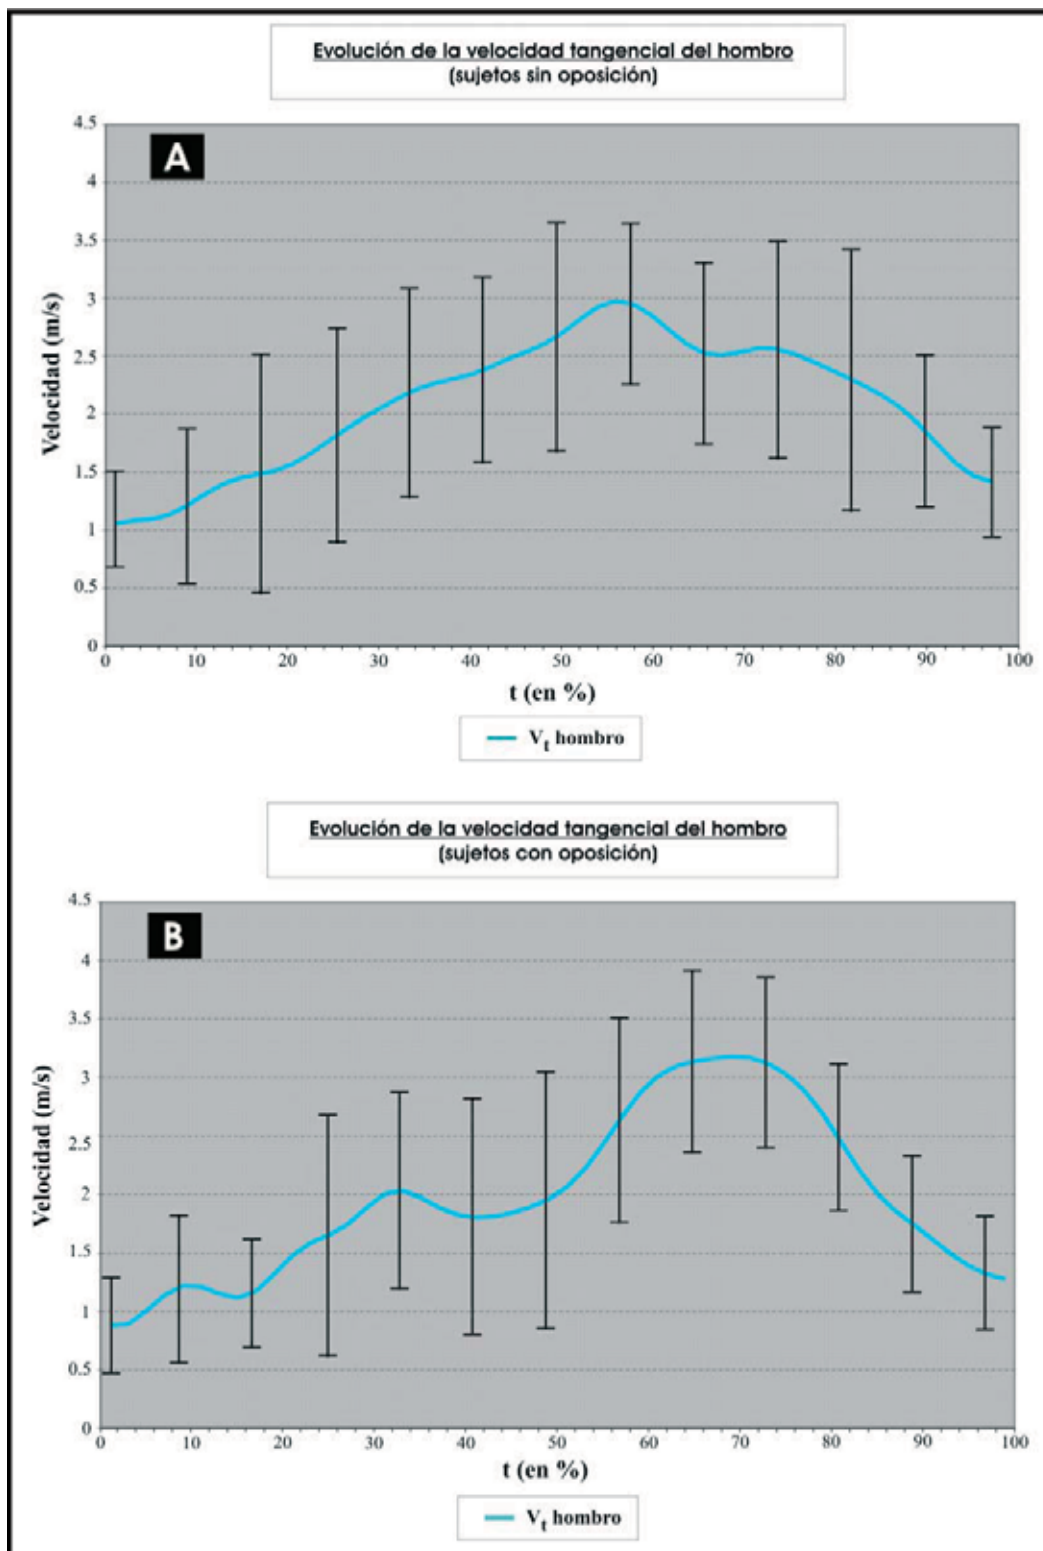 Evolución de la velocidad tangencial del hombro
(sujetos sin oposición)
A
4.5
4
3.5
3
2.5
2
1.5
1
0.5
0
Velocidad (m/s)
0 10 20 30 40 50 60 70 80 90 100
t (en %)
Vt hombro
Evolución de la velocidad tangencial del hombro
(sujetos con oposición)
B
4.5
4
3.5
3
2.5
2
1.5
1
0.5
0
Velocidad (m/s)
0 10 20 30 40 50 60 70 80 90 100
t (en %)
Vt hombro